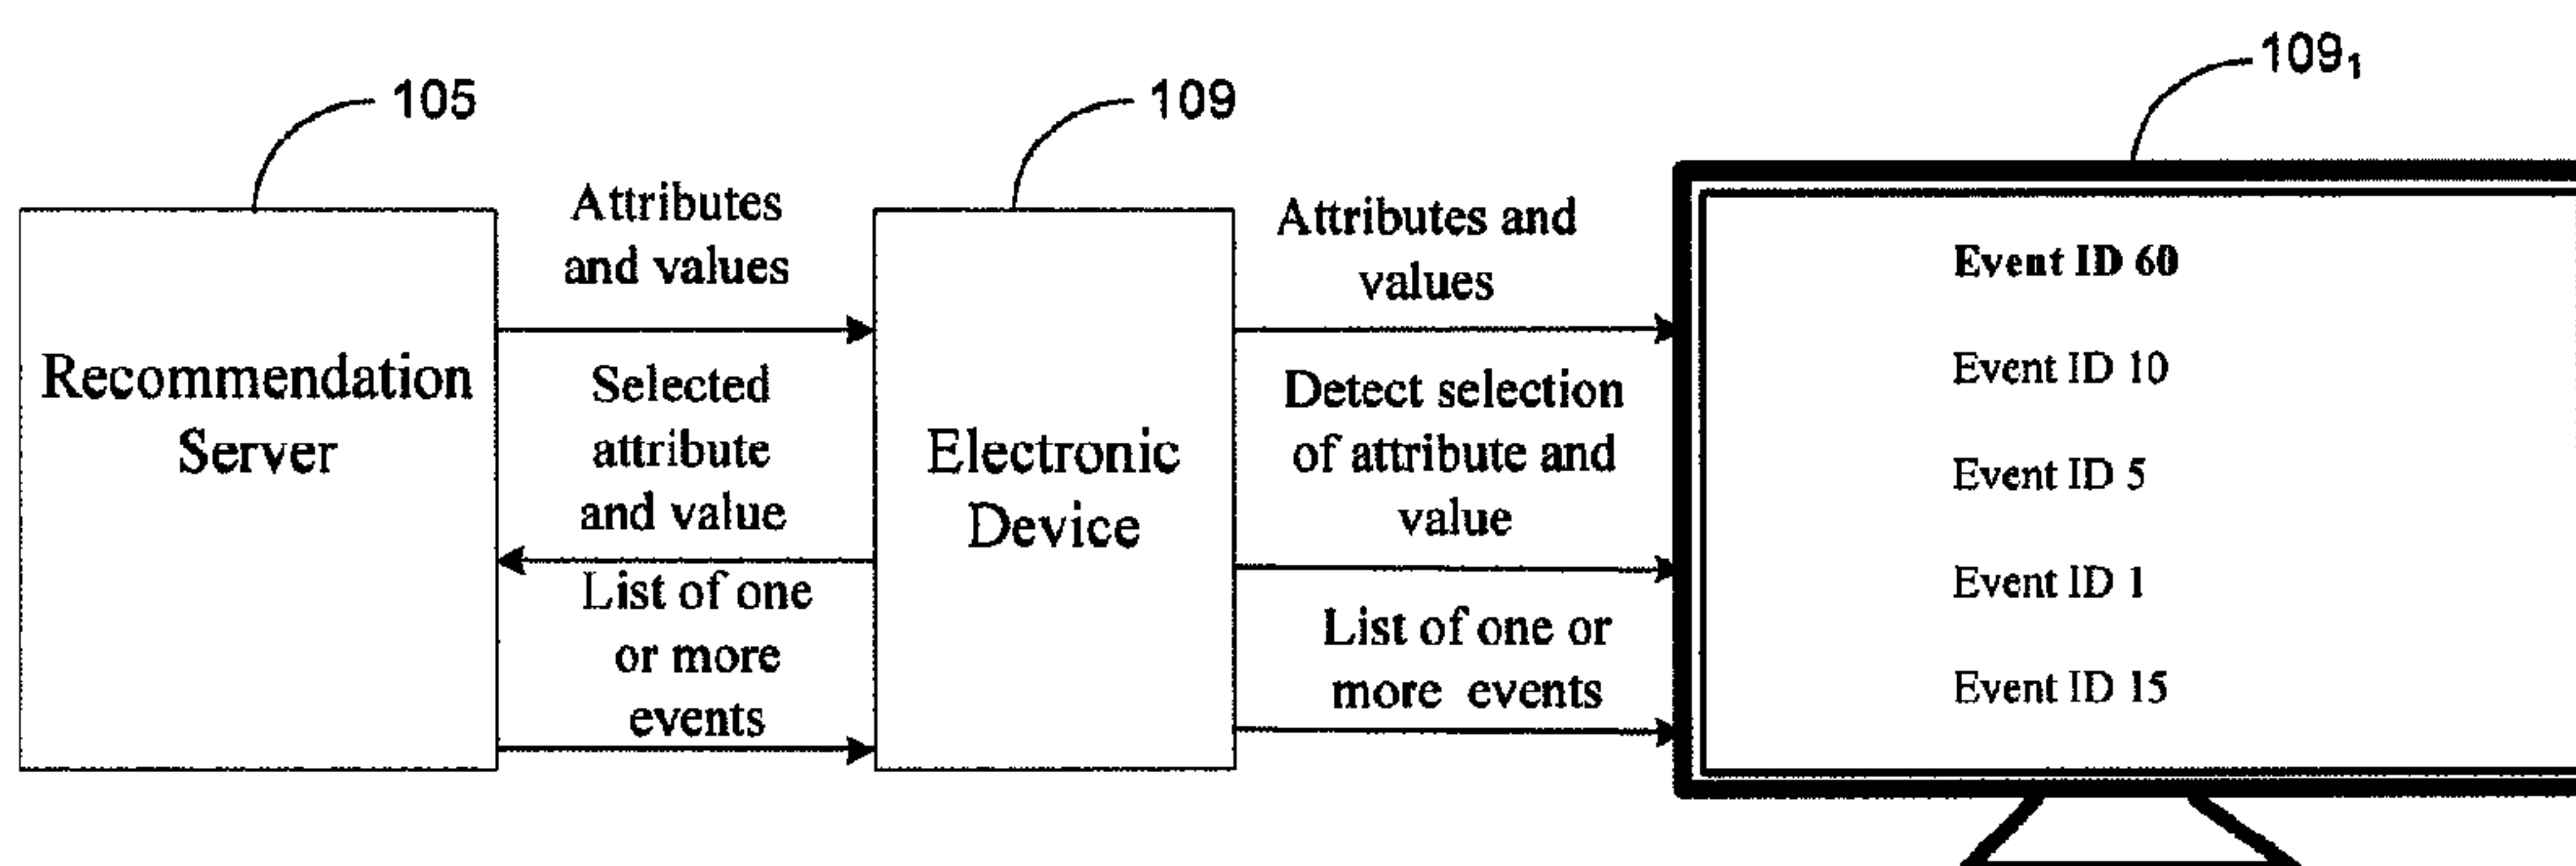 105
109
109₁
Recommendation
Server
Attributes
and values
Selected
attribute
and value
List of one
or more
events
Electronic
Device
Attributes and
values
Detect selection
of attribute and
value
List of one or
more events
Event ID 60
Event ID 10
Event ID 5
Event ID 1
Event ID 15